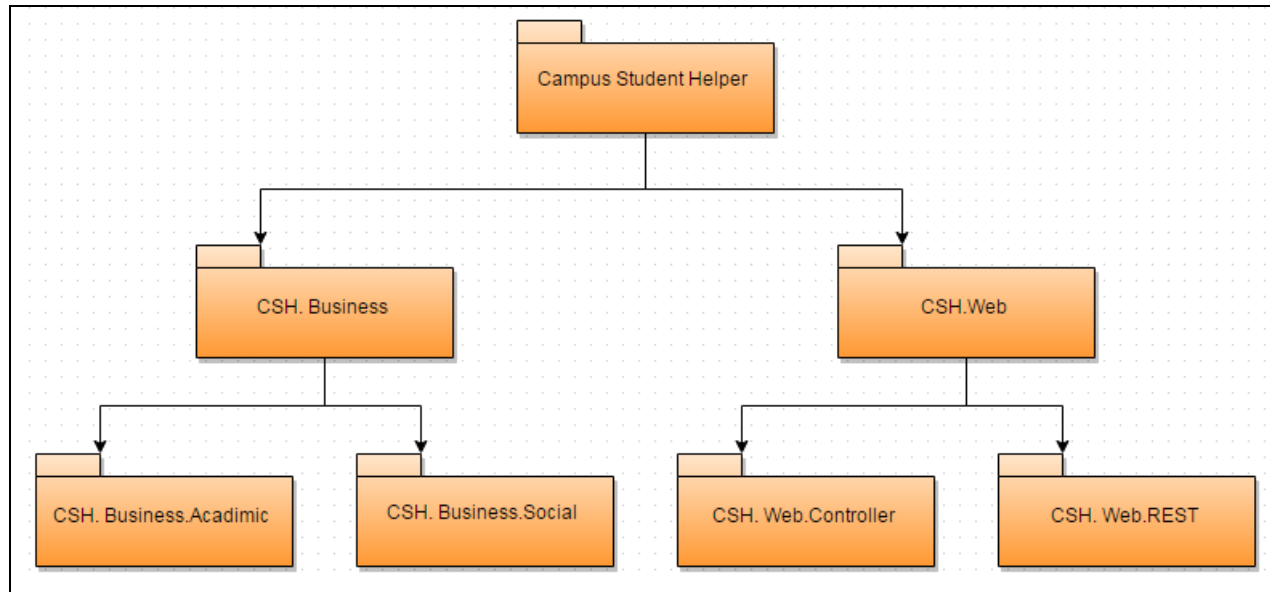 Campus Student Helper
CSH. Business
CSH.Web
CSH. Business.Acadimic
CSH. Business.Social
CSH. Web.Controller
CSH. Web.REST